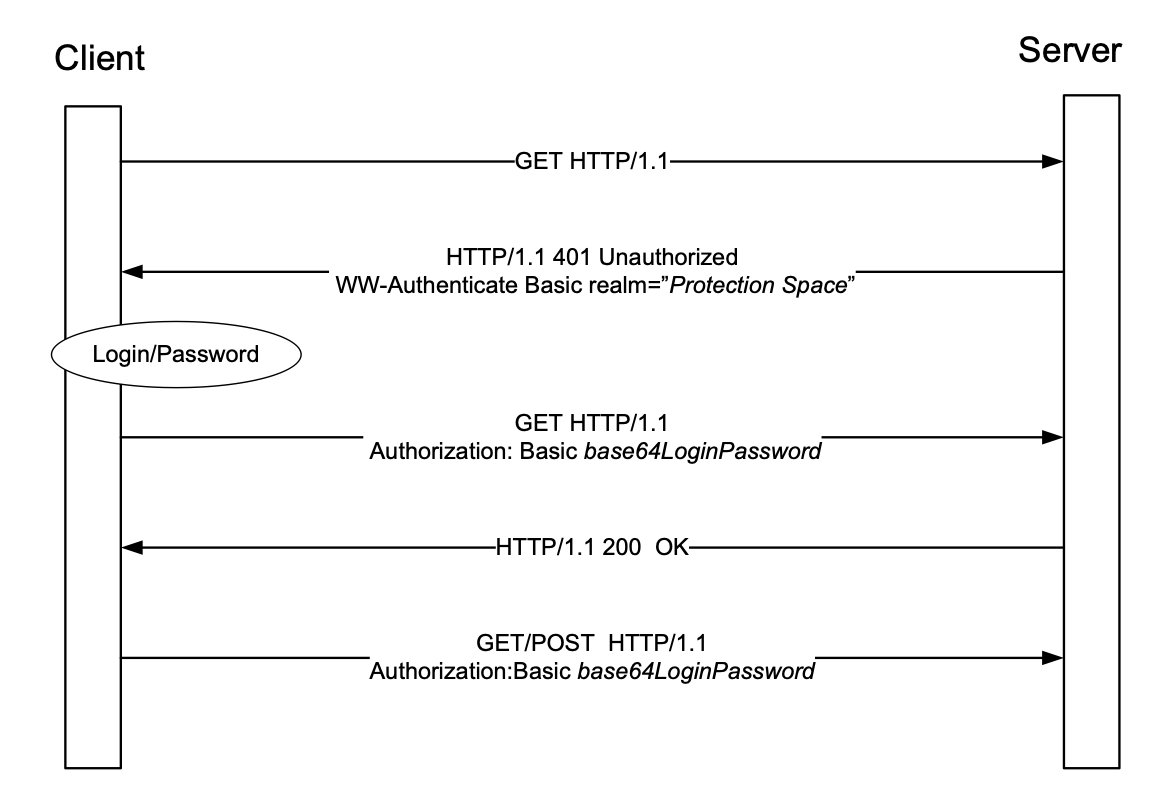 Client
Server
GET HTTP/1.1
HTTP/1.1 401 Unauthorized
WW-Authenticate Basic realm=”Protection Space”
Login/Password
GET HTTP/1.1
Authorization: Basic base64LoginPassword
HTTP/1.1 200  OK
GET/POST  HTTP/1.1
Authorization:Basic base64LoginPassword